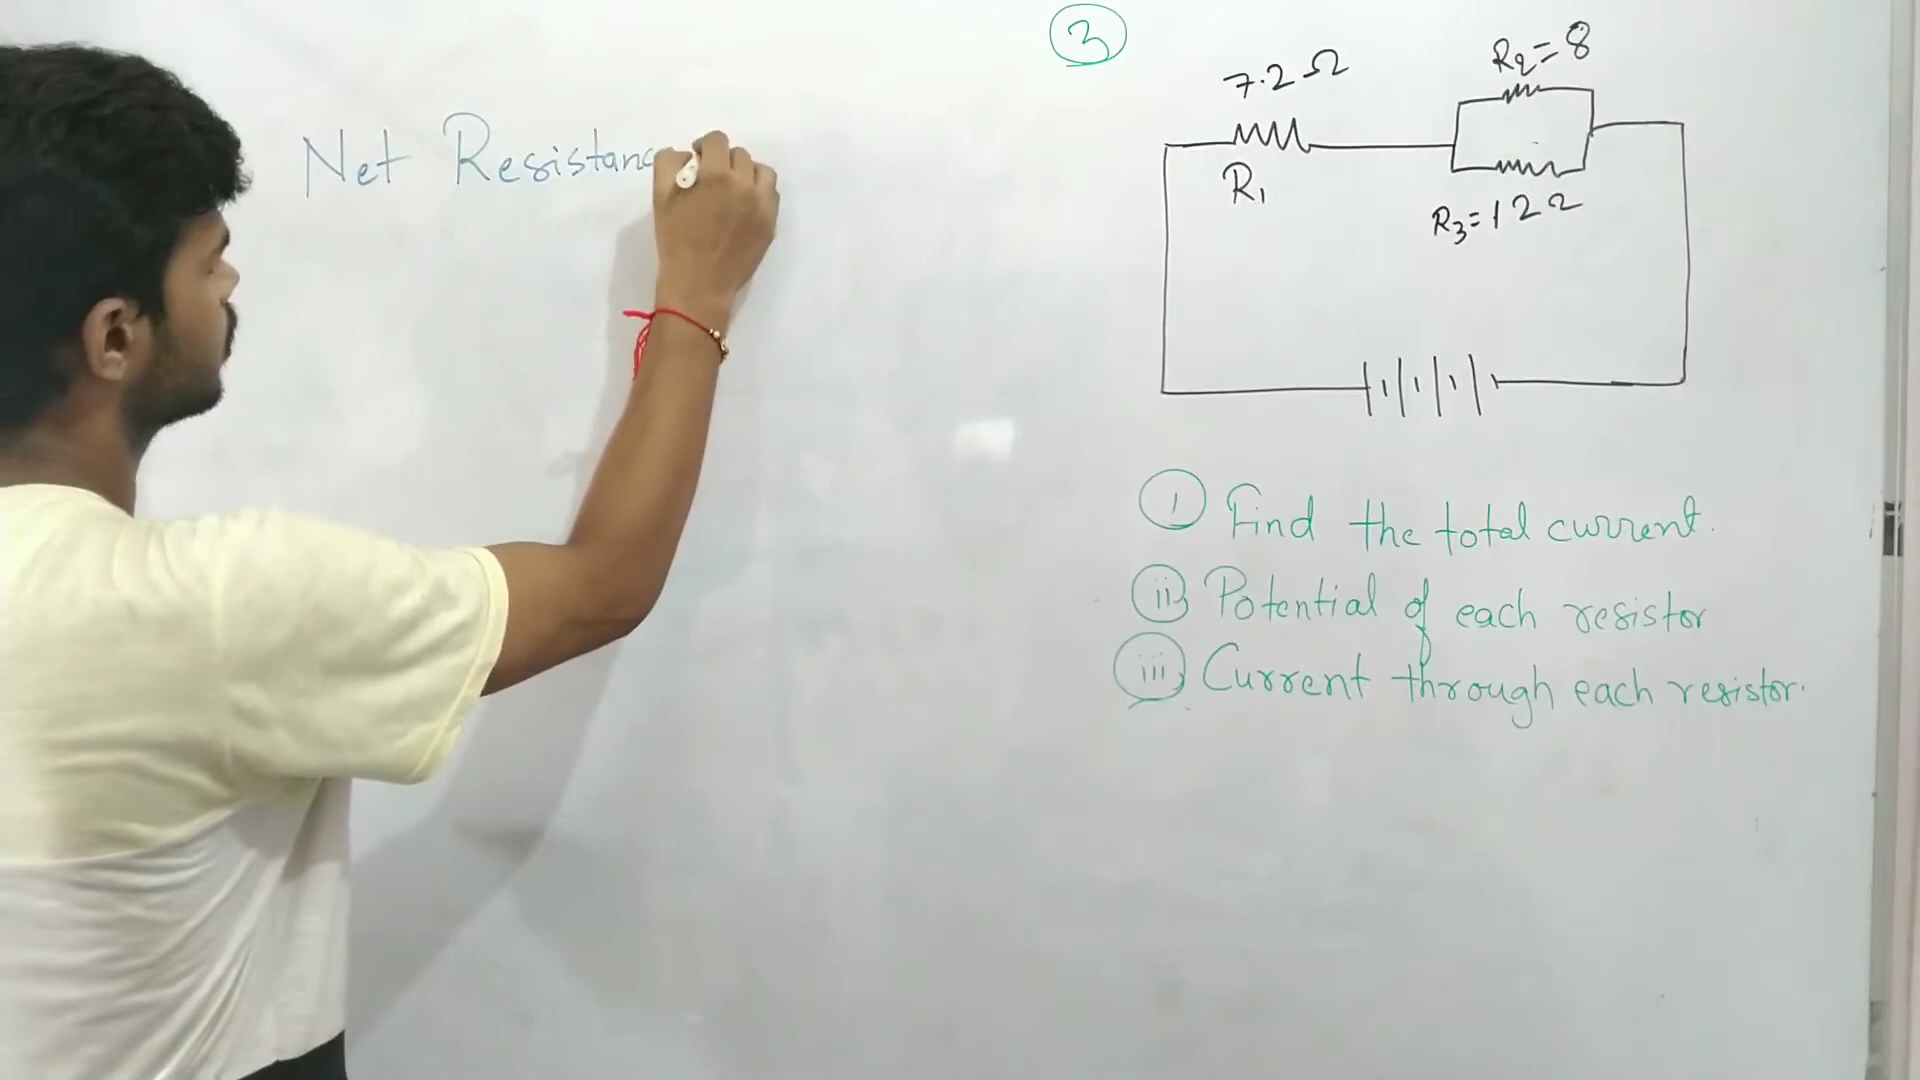 Net Resistanc
3
7.2 Ω
R₂ = 8
R₁
R₃ = 12 Ω
i Find the total current.
ii Potential of each resistor
iii Current through each resistor.